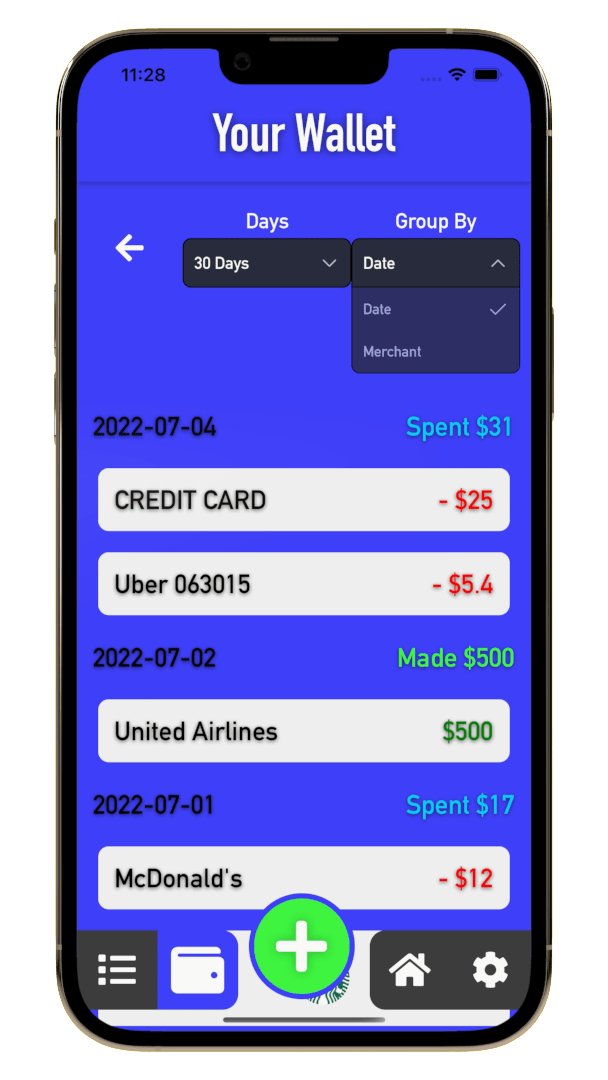 11:28
Your Wallet
Days
Group By
30 Days
Date
Date
Merchant
2022-07-04
Spent $31
CREDIT CARD
- $25
Uber 063015
- $5.4
2022-07-02
Made $500
United Airlines
$500
2022-07-01
Spent $17
McDonald's
- $12